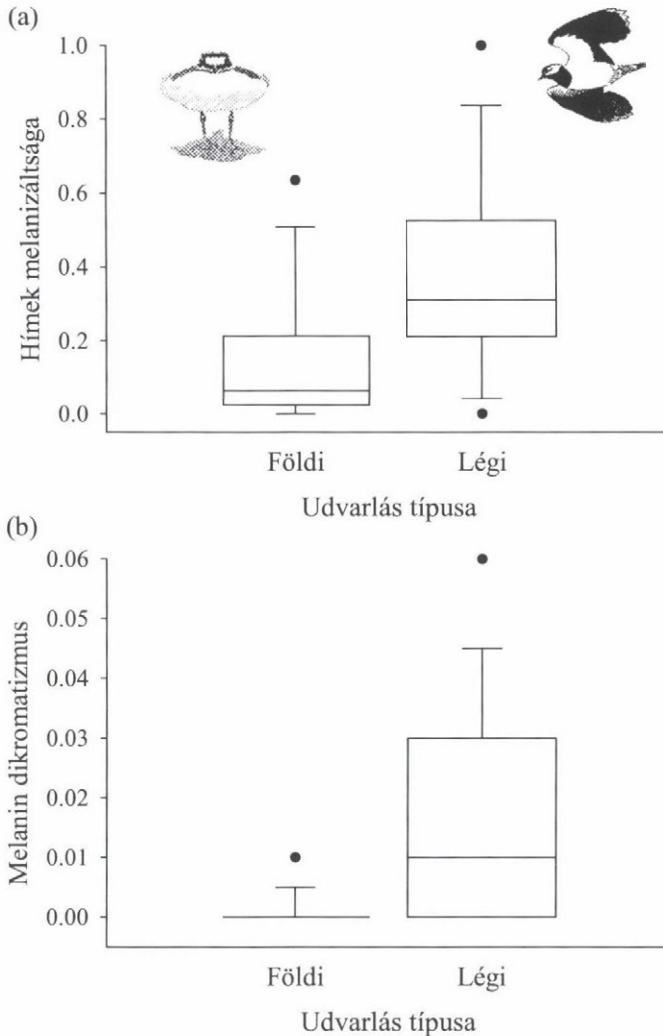 (a)
Hímek melanizáltsága
1.0
0.8
0.6
0.4
0.2
0.0
Földi
Légi
Udvarlás típusa
(b)
Melanin dikromatizmus
0.06
0.05
0.04
0.03
0.02
0.01
0.00
Földi
Légi
Udvarlás típusa